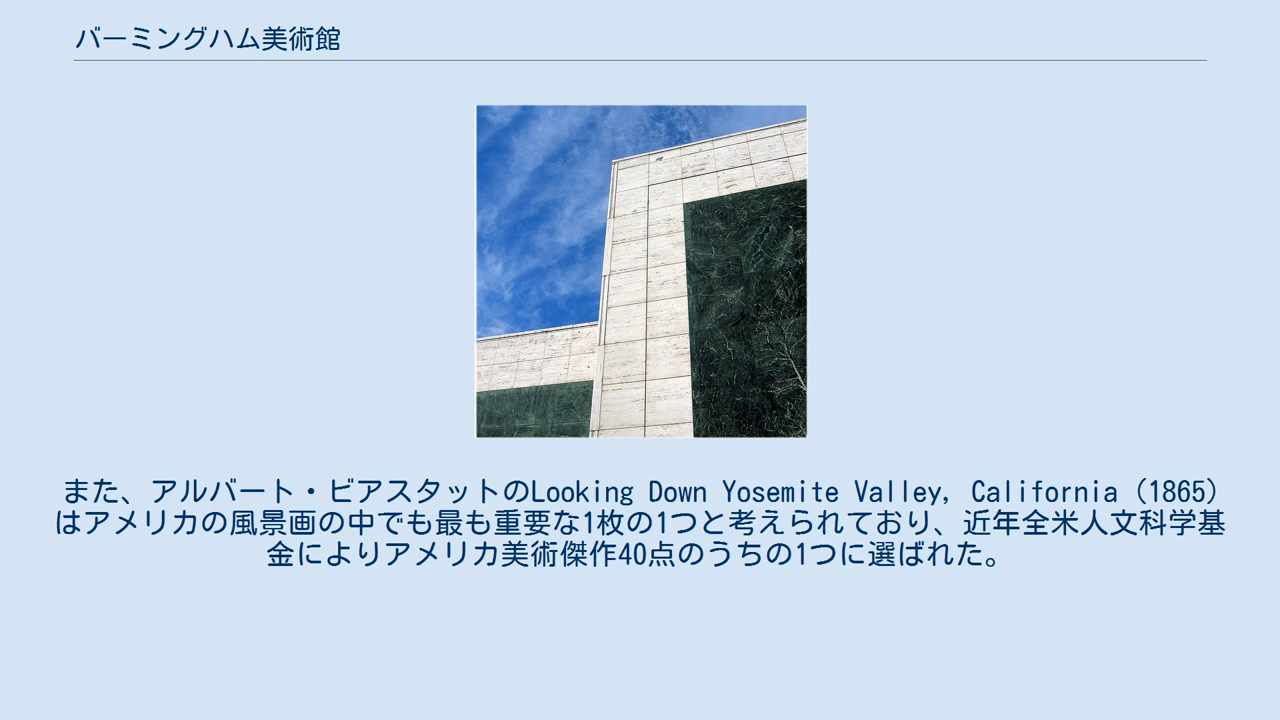 バーミングハム美術館
また、アルバート・ビアスタットのLooking Down Yosemite Valley, California (1865)
はアメリカの風景画の中でも最も重要な1枚の1つと考えられており、近年全米人文科学基
金によりアメリカ美術傑作40点のうちの1つに選ばれた。